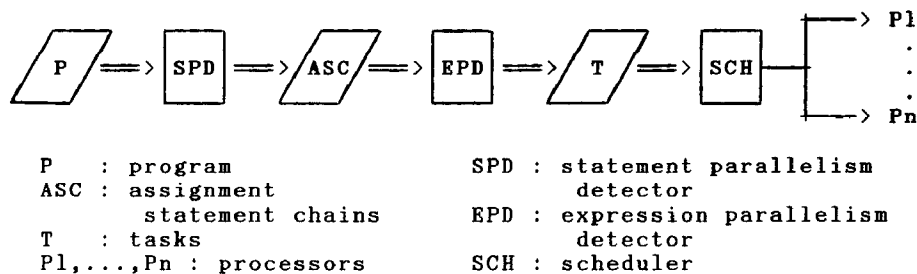 P1
P SPD ASC EPD T SCH
Pn
P : program
ASC : assignment
statement chains
T : tasks
P1,...,Pn : processors
SPD : statement parallelism
detector
EPD : expression parallelism
detector
SCH : scheduler